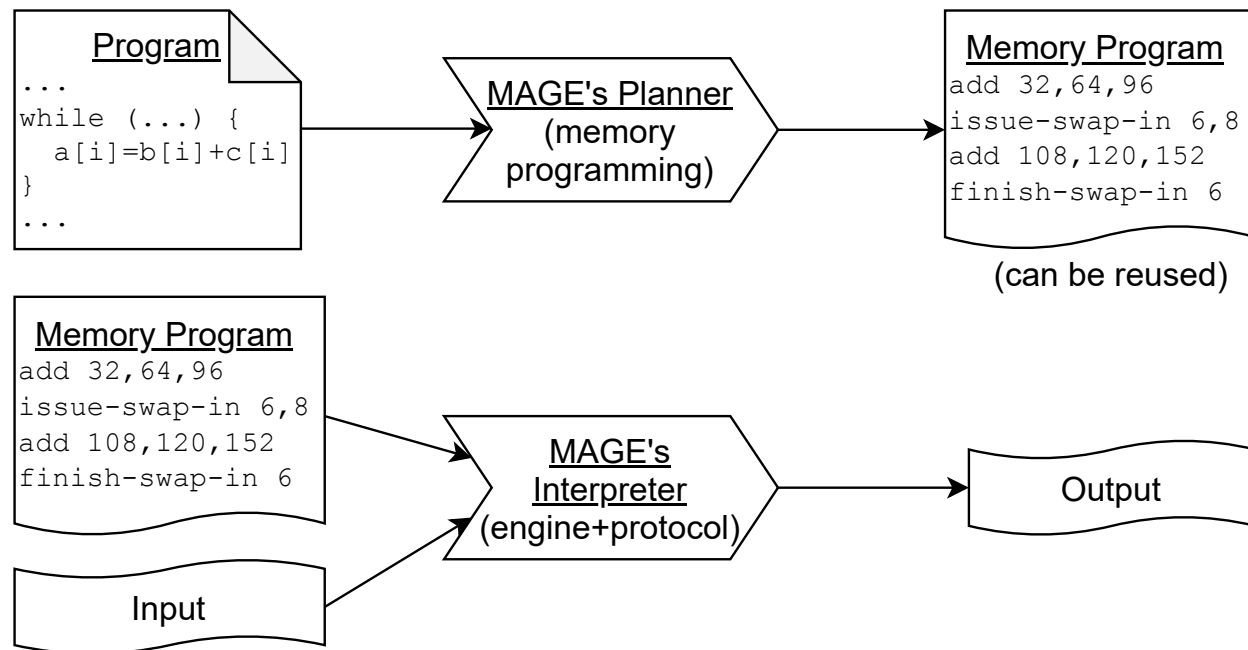 Program
...
while (...) {
  a[i]=b[i]+c[i]
}
...
MAGE's Planner
(memory
programming)
Memory Program
add 32,64,96
issue-swap-in 6,8
add 108,120,152
finish-swap-in 6
(can be reused)
Memory Program
add 32,64,96
issue-swap-in 6,8
add 108,120,152
finish-swap-in 6
Input
MAGE's
Interpreter
(engine+protocol)
Output